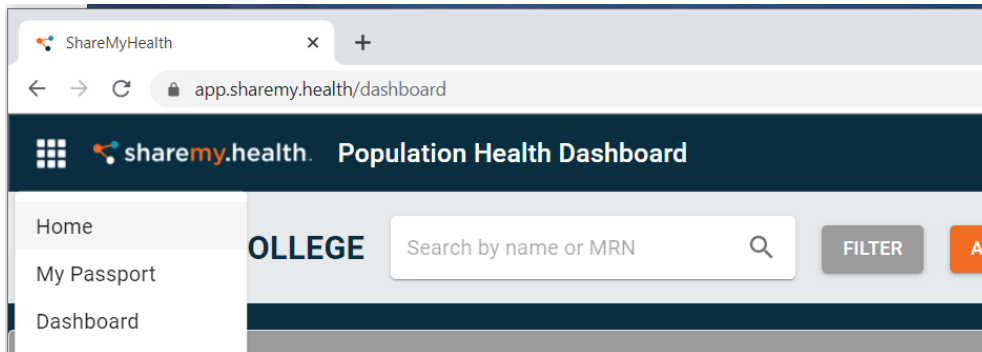 ShareMyHealth
app.sharemy.health/dashboard
sharemy.health. Population Health Dashboard
Home
OLLEGE Search by name or MRN FILTER A
My Passport
Dashboard